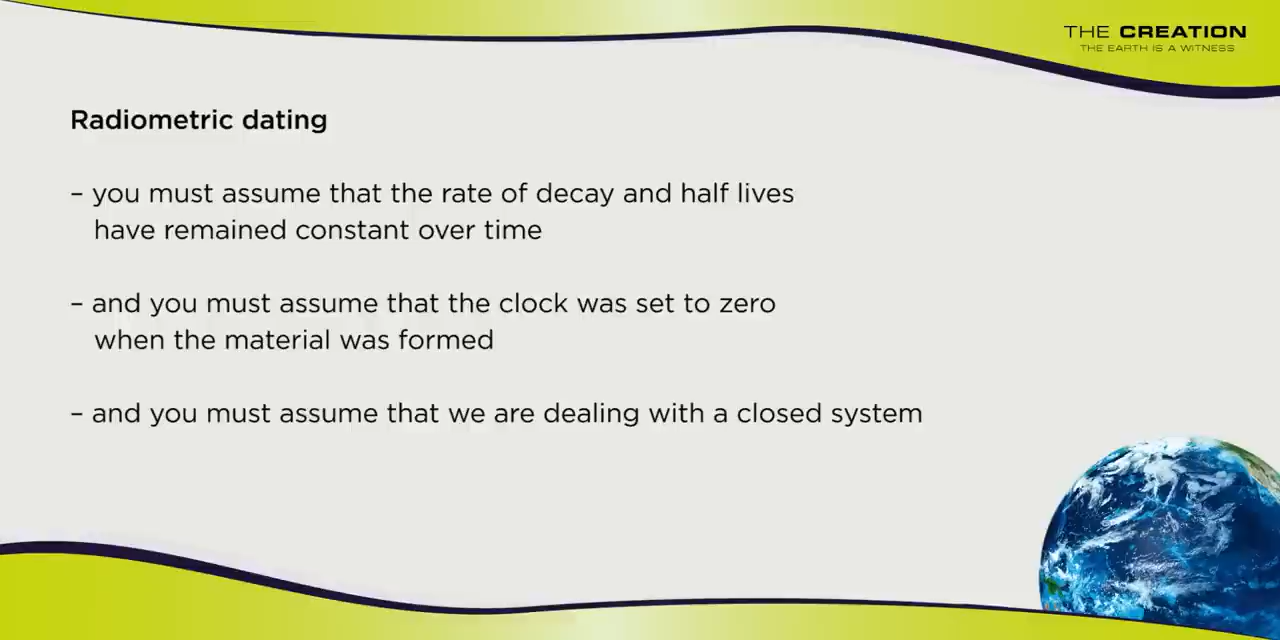 THE CREATION
THE EARTH IS A WITNESS
Radiometric dating
– you must assume that the rate of decay and half lives
have remained constant over time
– and you must assume that the clock was set to zero
when the material was formed
– and you must assume that we are dealing with a closed system